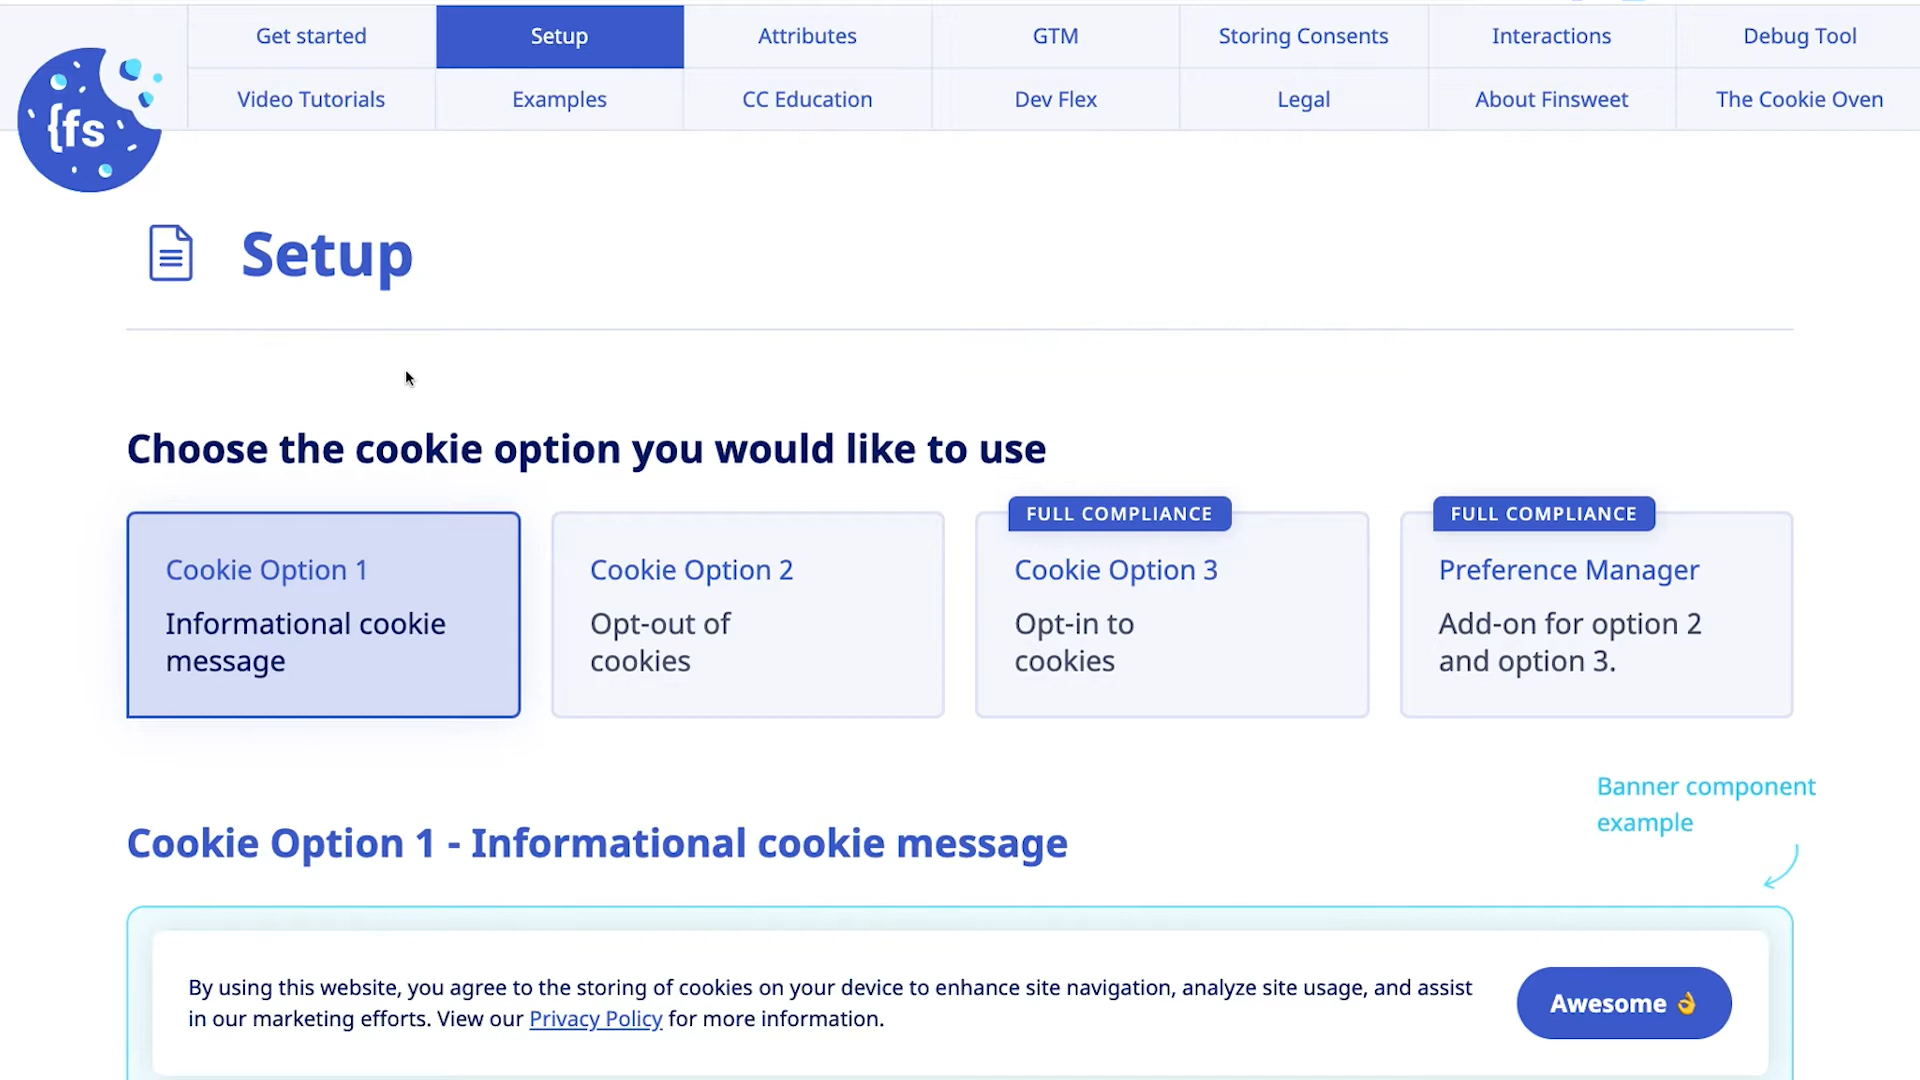 Get started
Setup
Attributes
GTM
Storing Consents
Interactions
Debug Tool
Video Tutorials
Examples
CC Education
Dev Flex
Legal
About Finsweet
The Cookie Oven
{fs
Setup
Choose the cookie option you would like to use
Cookie Option 1
Informational cookie
message
Cookie Option 2
Opt-out of
cookies
FULL COMPLIANCE
Cookie Option 3
Opt-in to
cookies
FULL COMPLIANCE
Preference Manager
Add-on for option 2
and option 3.
Banner component
example
Cookie Option 1 - Informational cookie message
By using this website, you agree to the storing of cookies on your device to enhance site navigation, analyze site usage, and assist
in our marketing efforts. View our Privacy Policy for more information.
Awesome 👌